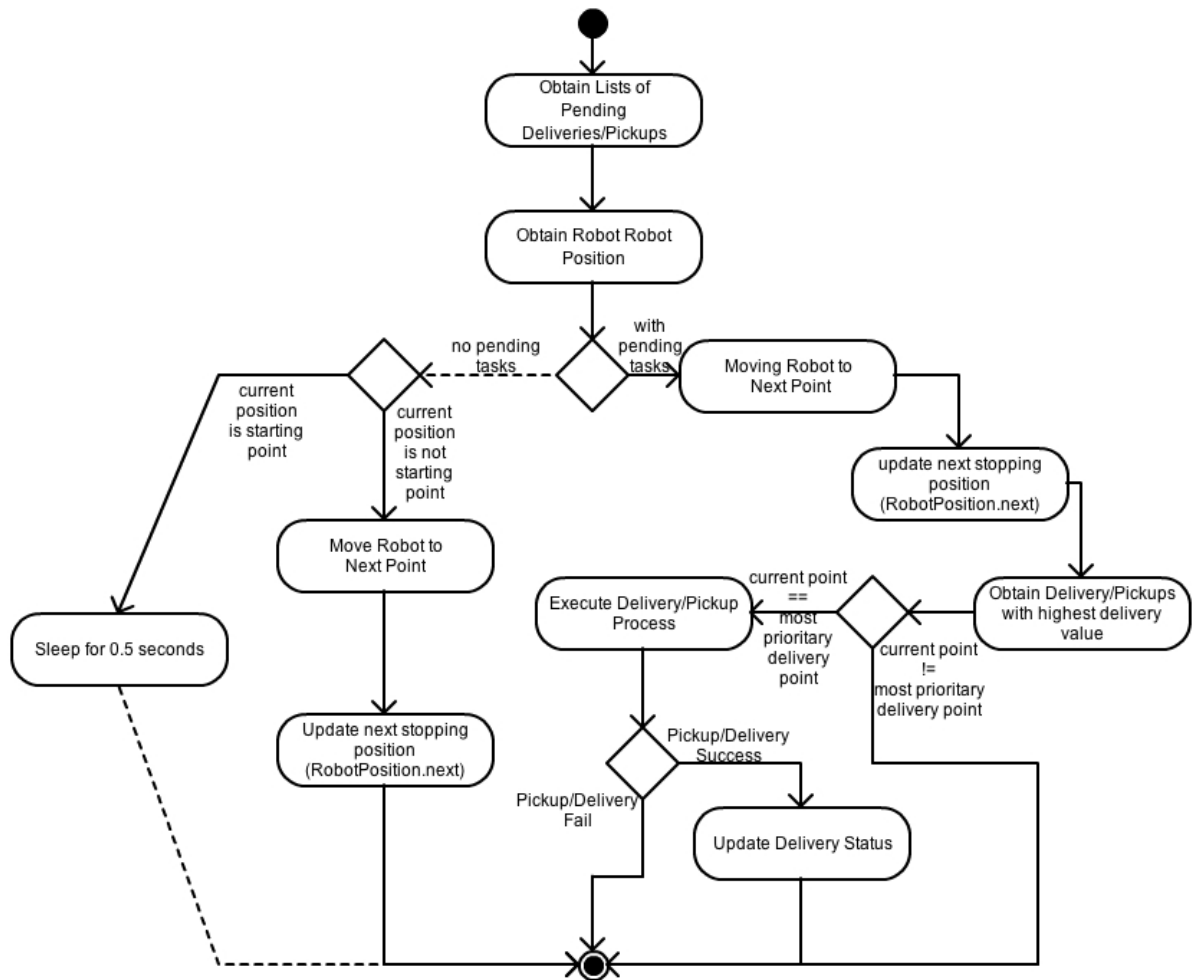 Obtain Lists of
Pending
Deliveries/Pickups
Obtain Robot Robot
Position
no pending
tasks
with
pending
tasks
Moving Robot to
Next Point
current
position
is starting
point
current
position
is not
starting
point
update next stopping
position
(RobotPosition.next)
Move Robot to
Next Point
Execute Delivery/Pickup
Process
current point
==
most
prioritary
delivery
point
Obtain Delivery/Pickups
with highest delivery
value
Sleep for 0.5 seconds
current point
!=
most prioritary
delivery point
Update next stopping
position
(RobotPosition.next)
Pickup/Delivery
Success
Pickup/Delivery
Fail
Update Delivery Status